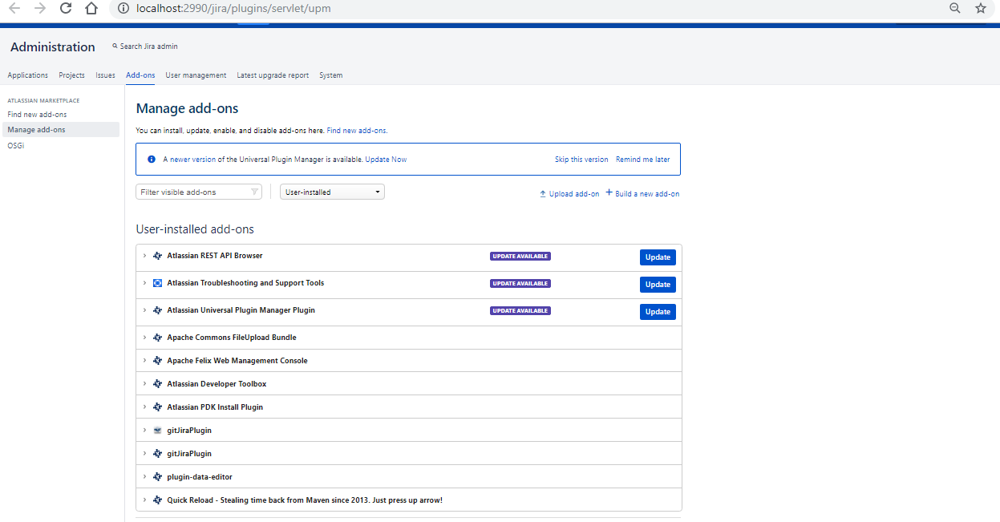 localhost:2990/jira/plugins/servlet/upm
Administration Search Jira admin
Applications Projects Issues Add-ons User management Latest upgrade report System
ATLASSIAN MARKETPLACE
Find new add-ons
Manage add-ons
OSGi
Manage add-ons
You can install, update, enable, and disable add-ons here. Find new add-ons.
A newer version of the Universal Plugin Manager is available. Update Now Skip this version Remind me later
Filter visible add-ons User-installed Upload add-on Build a new add-on
User-installed add-ons
Atlassian REST API Browser UPDATE AVAILABLE Update
Atlassian Troubleshooting and Support Tools UPDATE AVAILABLE Update
Atlassian Universal Plugin Manager Plugin UPDATE AVAILABLE Update
Apache Commons FileUpload Bundle
Apache Felix Web Management Console
Atlassian Developer Toolbox
Atlassian PDK Install Plugin
gitJiraPlugin
gitJiraPlugin
plugin-data-editor
Quick Reload - Stealing time back from Maven since 2013. Just press up arrow!